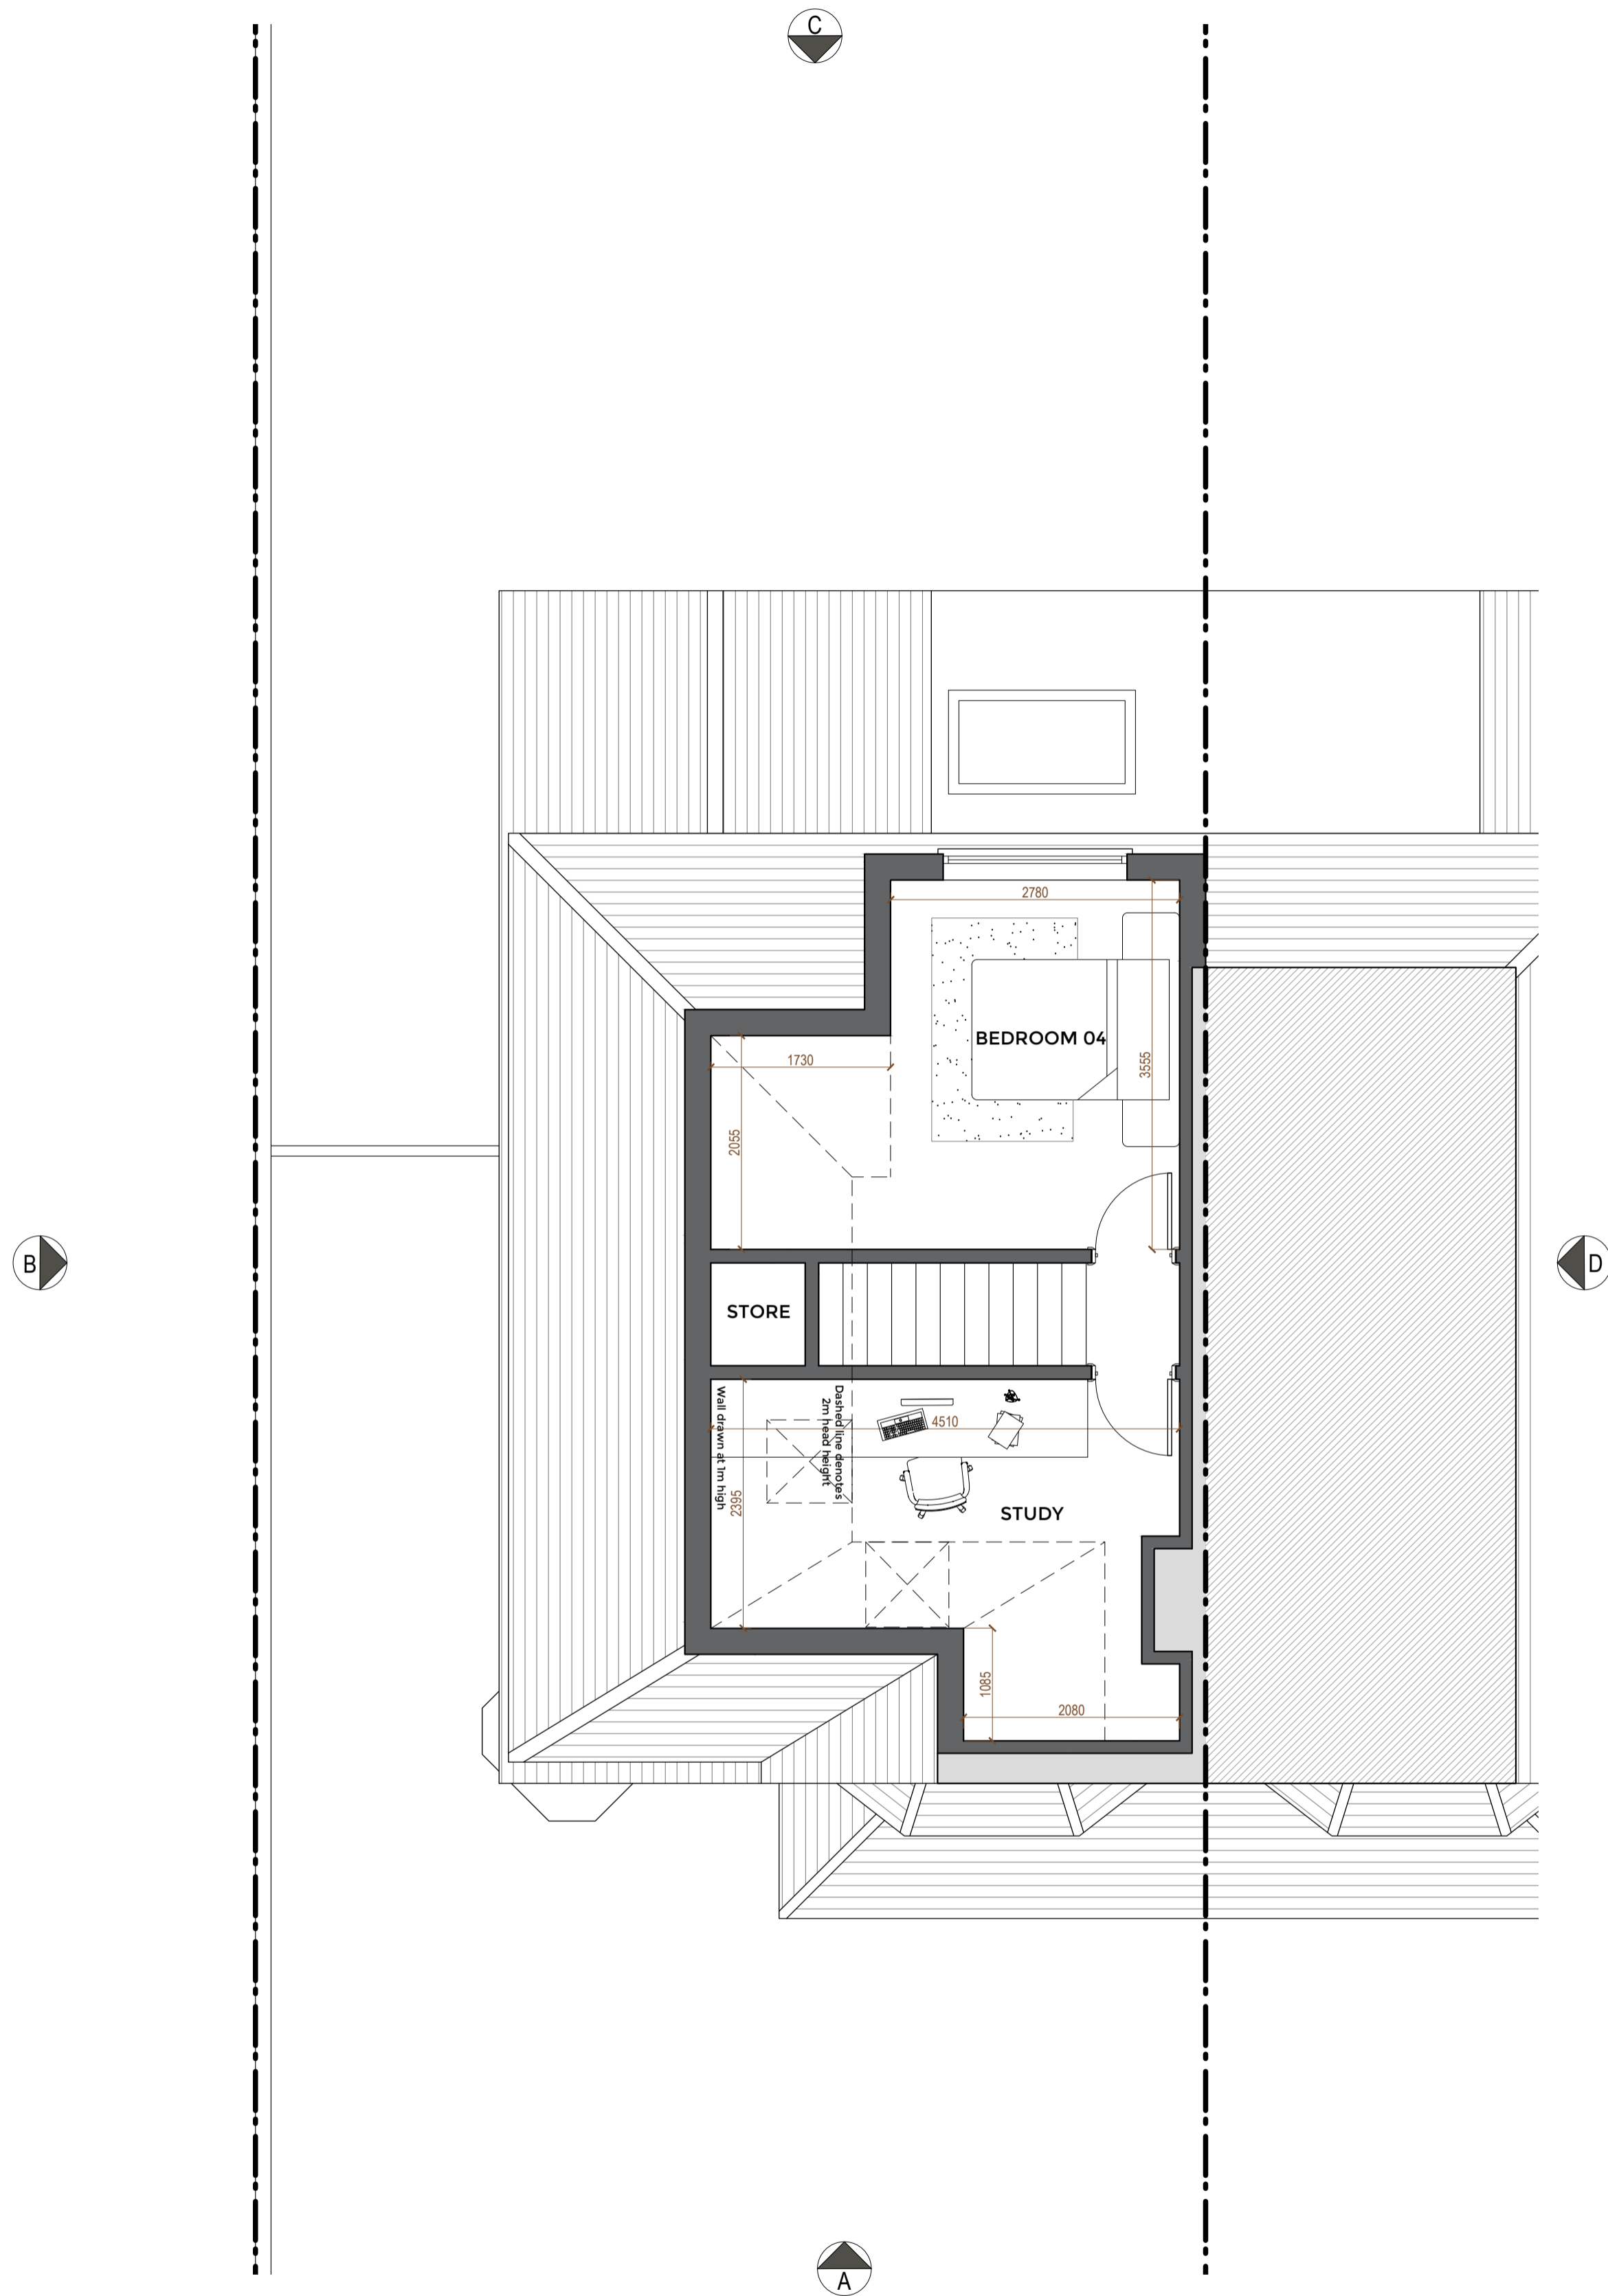 C
2780
BEDROOM 04
1730
3555
2055
B
D
STORE
Wall drawn at 1m high
Dashed line denotes
2m head height
4510
2395
STUDY
1085
2080
A